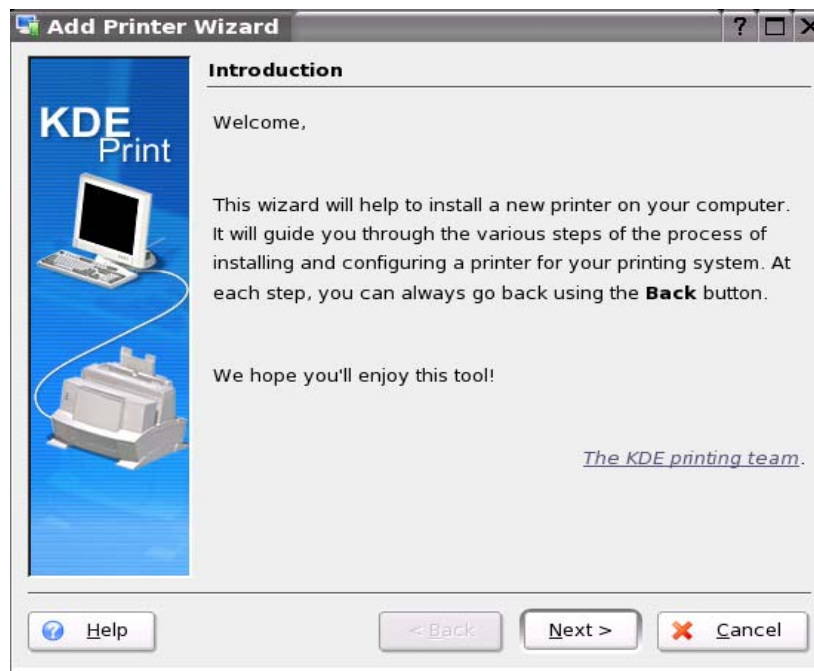 Add Printer Wizard
Introduction
KDE
Print
Welcome,
This wizard will help to install a new printer on your computer.
It will guide you through the various steps of the process of
installing and configuring a printer for your printing system. At
each step, you can always go back using the Back button.
We hope you'll enjoy this tool!
The KDE printing team.
Help
< Back
Next >
Cancel